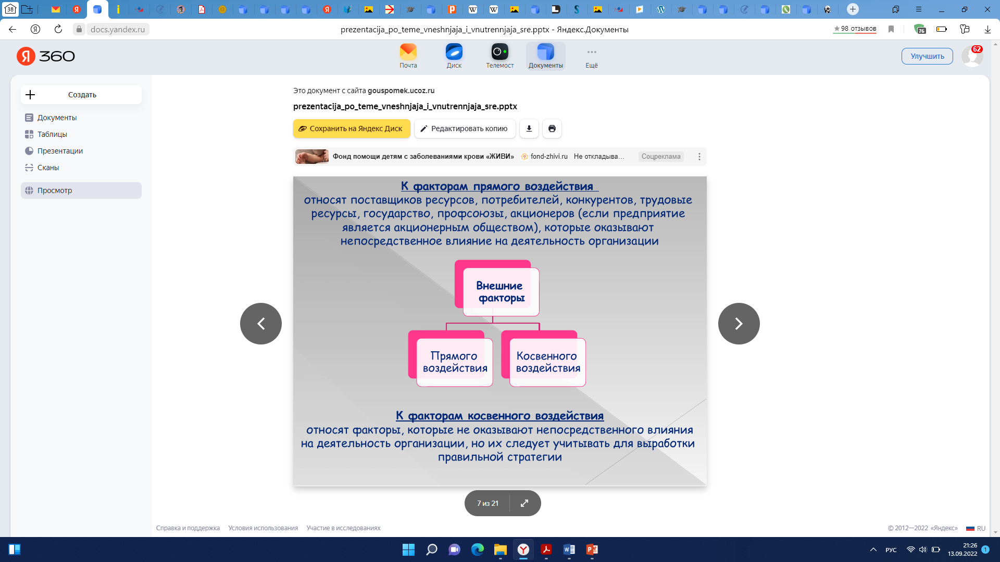 38
docs.yandex.ru
prezentacija_po_teme_vneshnjaja_i_vnutrennjaja_sre.pptx - Яндекс.Документы
★98 отзывов
76
Я 360
Почта
Диск
Телемост
Документы
Ещё
Улучшить
62
Создать
Документы
Таблицы
Презентации
Сканы
Просмотр
Это документ с сайта gouspomek.ucoz.ru
prezentacija_po_teme_vneshnjaja_i_vnutrennjaja_sre.pptx
Сохранить на Яндекс Диск
Редактировать копию
Фонд помощи детям с заболеваниями крови «ЖИВИ» fond-zhivi.ru Не откладыва... Соцреклама
К факторам прямого воздействия
относят поставщиков ресурсов, потребителей, конкурентов, трудовые
ресурсы, государство, профсоюзы, акционеров (если предприятие
является акционерным обществом), которые оказывают
непосредственное влияние на деятельность организации
Внешние
факторы
Прямого
воздействия
Косвенного
воздействия
К факторам косвенного воздействия
относят факторы, которые не оказывают непосредственного влияния
на деятельность организации, но их следует учитывать для выработки
правильной стратегии
7 из 21
Справка и поддержка Условия использования Участие в исследованиях
© 2012—2022 «Яндекс» RU
РУС
21:26
13.09.2022
1